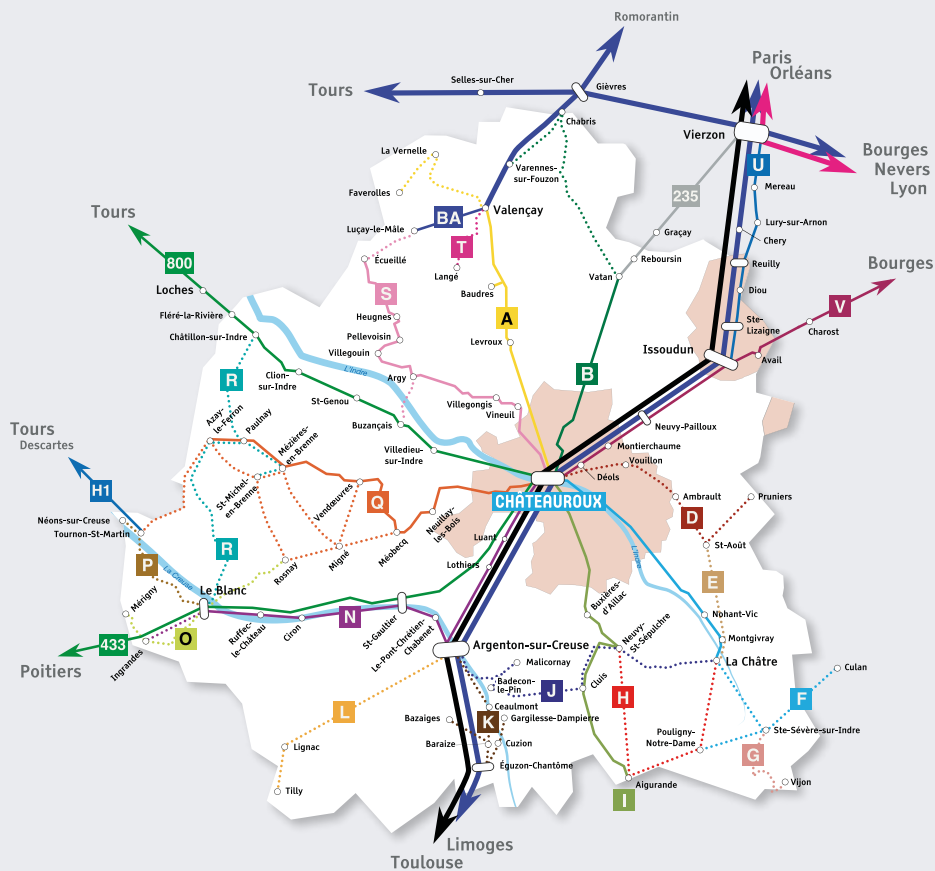 Romorantin
Paris
Orléans
Tours
Selles-sur-Cher
Gièvres
Chabris
Vierzon
Bourges
Nevers
Lyon
La Vernelle
Varennes-
sur-Fouzon
U
Mereau
Faverolles
235
Valençay
BA
Lury-sur-Arnon
Tours
Luçay-le-Mâle
T
Graçay
Chery
800
Écueillé
Langé
Reboursin
Reuilly
Bourges
Loches
S
Baudres
Vatan
Diou
V
Fléré-la-Rivière
Heugnes
A
Ste-
Lizaigne
Charost
Châtillon-sur-Indre
Pellevoisin
Levroux
Villegouin
Issoudun
Avail
L'Indre
R
Clion-
sur-Indre
Argy
B
St-Genou
Villegongis
Vineuil
Azay-
le-Ferron
Paulnay
Buzançais
Neuvy-Pailloux
Tours
Descartes
Mézières-
en-Brenne
Villedieu-
sur-Indre
Montierchaume
Vouillon
Déols
H1
St-Michel-
en-Brenne
Vendœuvres
Q
CHÂTEAUROUX
Ambrault
Pruniers
Néons-sur-Creuse
Tournon-St-Martin
Neuillay-
les-Bois
D
Méobecq
Luant
St-Août
R
Migné
L'Indre
P
La Creuse
Rosnay
Lothiers
E
Le Blanc
Mérigny
Buxières-
d'Aillac
Nohant-Vic
N
O
Ruffec-
le-Château
Ciron
St-Gaultier
Le-Pont-Chrétien-
Chabenet
Neuvy-
St-Sépulchre
Montgivray
433
Ingrandes
Argenton-sur-Creuse
La Châtre
Poitiers
Malicornay
Culan
Badecon-
le-Pin
J
Cluis
H
F
L
Ceaulmont
Bazaiges
K
Gargilesse-Dampierre
Pouligny-
Notre-Dame
Ste-Sévère-sur-Indre
Lignac
Baraize
Cuzion
G
Éguzon-Chantôme
Aigurande
Vijon
Tilly
I
Limoges
Toulouse